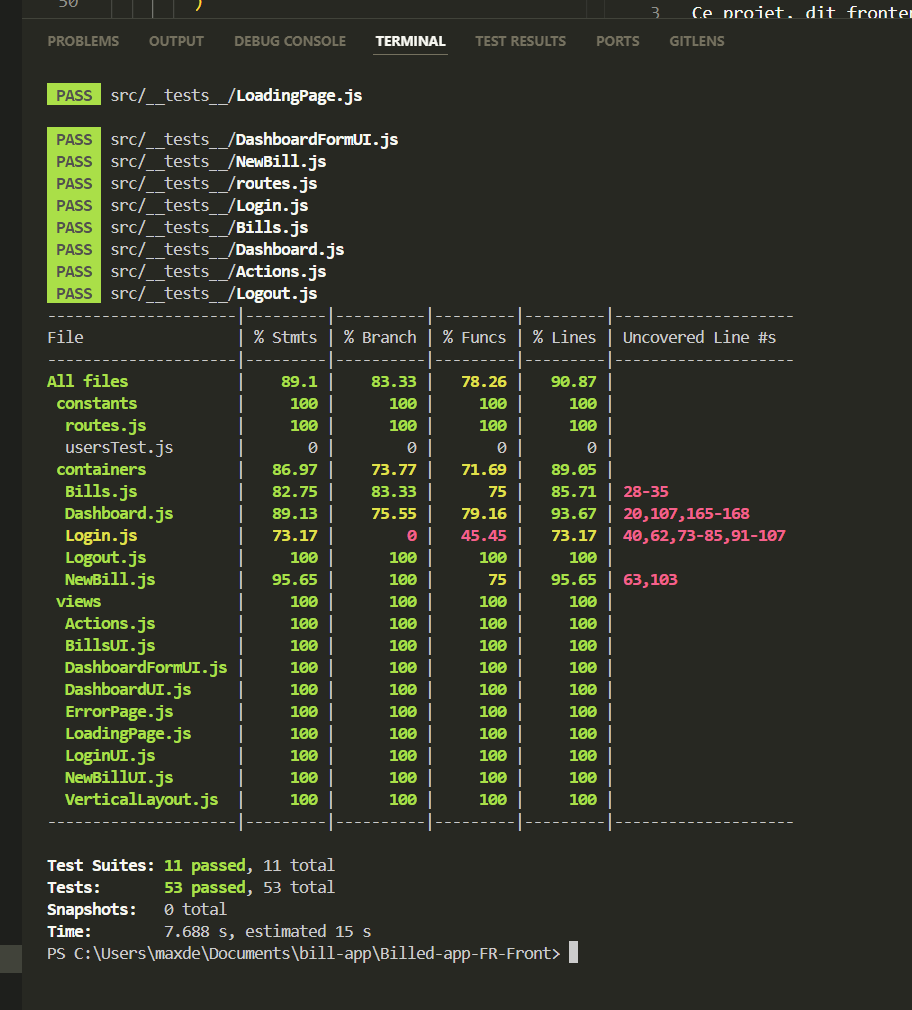 50 )
3 Ce projet, dit fronten
PROBLEMS OUTPUT DEBUG CONSOLE TERMINAL TEST RESULTS PORTS GITLENS
PASS src/__tests__/LoadingPage.js
PASS src/__tests__/DashboardFormUI.js
PASS src/__tests__/NewBill.js
PASS src/__tests__/routes.js
PASS src/__tests__/Login.js
PASS src/__tests__/Bills.js
PASS src/__tests__/Dashboard.js
PASS src/__tests__/Actions.js
PASS src/__tests__/Logout.js
---------------------|---------|----------|---------|---------|--------------------
File                 | % Stmts | % Branch | % Funcs | % Lines | Uncovered Line #s
---------------------|---------|----------|---------|---------|--------------------
All files            |    89.1 |    83.33 |   78.26 |   90.87 |
 constants           |     100 |      100 |     100 |     100 |
  routes.js          |     100 |      100 |     100 |     100 |
  usersTest.js       |       0 |        0 |       0 |       0 |
 containers          |   86.97 |    73.77 |   71.69 |   89.05 |
  Bills.js           |   82.75 |    83.33 |      75 |   85.71 | 28-35
  Dashboard.js       |   89.13 |    75.55 |   79.16 |   93.67 | 20,107,165-168
  Login.js           |   73.17 |        0 |   45.45 |   73.17 | 40,62,73-85,91-107
  Logout.js          |     100 |      100 |     100 |     100 |
  NewBill.js         |   95.65 |      100 |      75 |   95.65 | 63,103
 views               |     100 |      100 |     100 |     100 |
  Actions.js         |     100 |      100 |     100 |     100 |
  BillsUI.js         |     100 |      100 |     100 |     100 |
  DashboardFormUI.js |     100 |      100 |     100 |     100 |
  DashboardUI.js     |     100 |      100 |     100 |     100 |
  ErrorPage.js       |     100 |      100 |     100 |     100 |
  LoadingPage.js     |     100 |      100 |     100 |     100 |
  LoginUI.js         |     100 |      100 |     100 |     100 |
  NewBillUI.js       |     100 |      100 |     100 |     100 |
  VerticalLayout.js  |     100 |      100 |     100 |     100 |
---------------------|---------|----------|---------|---------|--------------------
Test Suites: 11 passed, 11 total
Tests:       53 passed, 53 total
Snapshots:   0 total
Time:        7.688 s, estimated 15 s
PS C:\Users\maxde\Documents\bill-app\Billed-app-FR-Front>